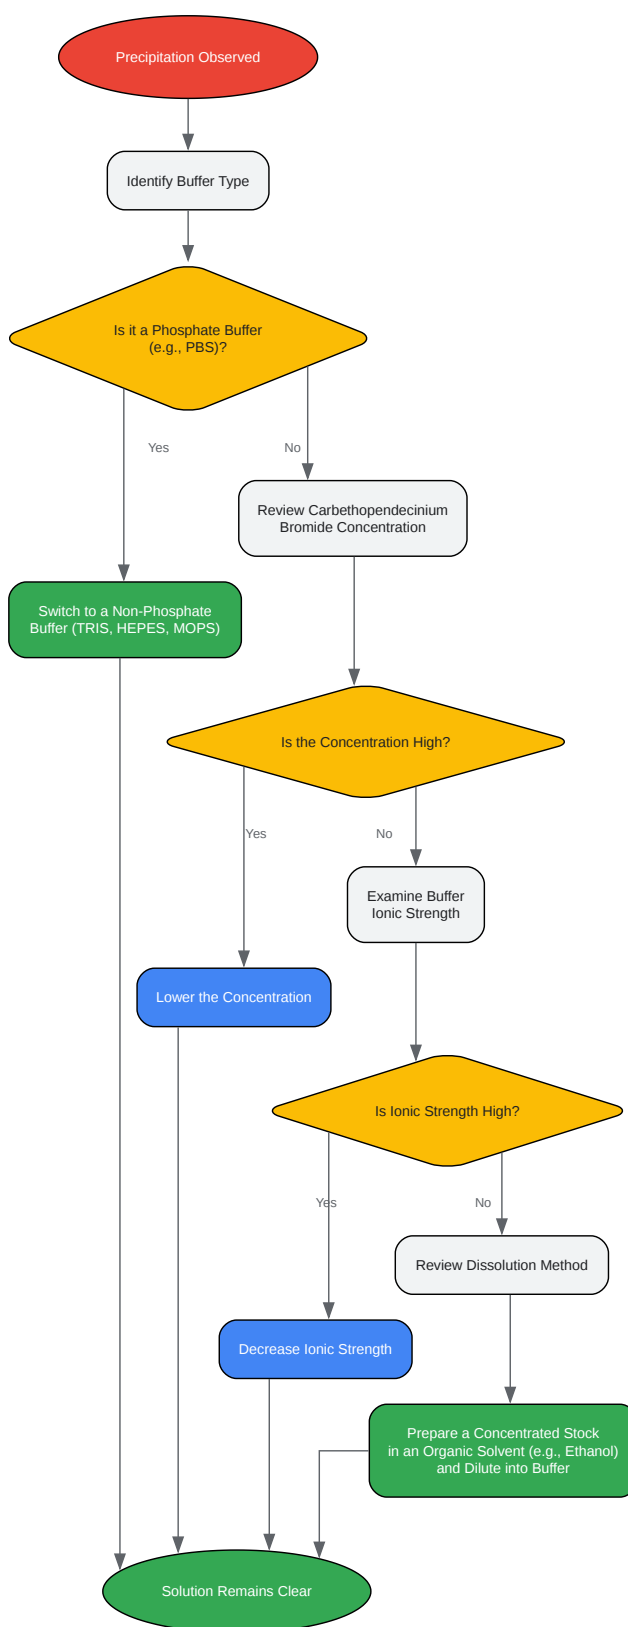 Precipitation Observed
Identify Buffer Type
Is it a Phosphate Buffer
(e.g., PBS)?
Yes
No
Review Carbethopendecinium
Bromide Concentration
Switch to a Non-Phosphate
Buffer (TRIS, HEPES, MOPS)
Is the Concentration High?
Yes
No
Examine Buffer
Ionic Strength
Lower the Concentration
Is Ionic Strength High?
Yes
No
Review Dissolution Method
Decrease Ionic Strength
Prepare a Concentrated Stock
in an Organic Solvent (e.g., Ethanol)
and Dilute into Buffer
Solution Remains Clear